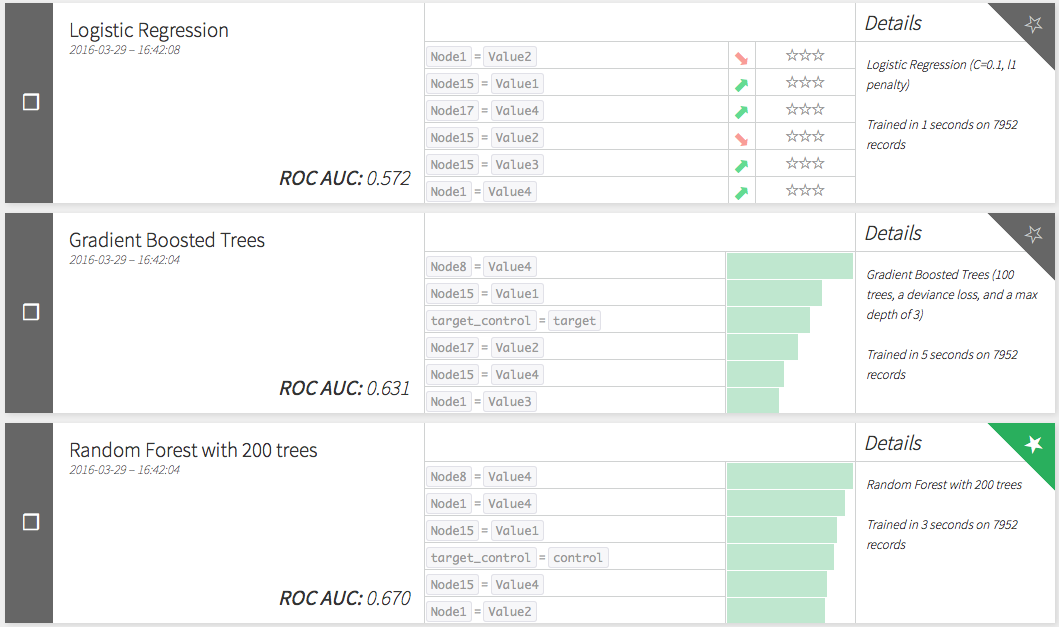 Logistic Regression
2016-03-29 – 16:42:08
ROC AUC: 0.572
Node1 = Value2
Node15 = Value1
Node17 = Value4
Node15 = Value2
Node15 = Value3
Node1 = Value4
Details
Logistic Regression (C=0.1, l1
penalty)
Trained in 1 seconds on 7952
records
Gradient Boosted Trees
2016-03-29 – 16:42:04
ROC AUC: 0.631
Node8 = Value4
Node15 = Value1
target_control = target
Node17 = Value2
Node15 = Value4
Node1 = Value3
Details
Gradient Boosted Trees (100
trees, a deviance loss, and a max
depth of 3)
Trained in 5 seconds on 7952
records
Random Forest with 200 trees
2016-03-29 – 16:42:04
ROC AUC: 0.670
Node8 = Value4
Node1 = Value4
Node15 = Value1
target_control = control
Node15 = Value4
Node1 = Value2
Details
Random Forest with 200 trees
Trained in 3 seconds on 7952
records